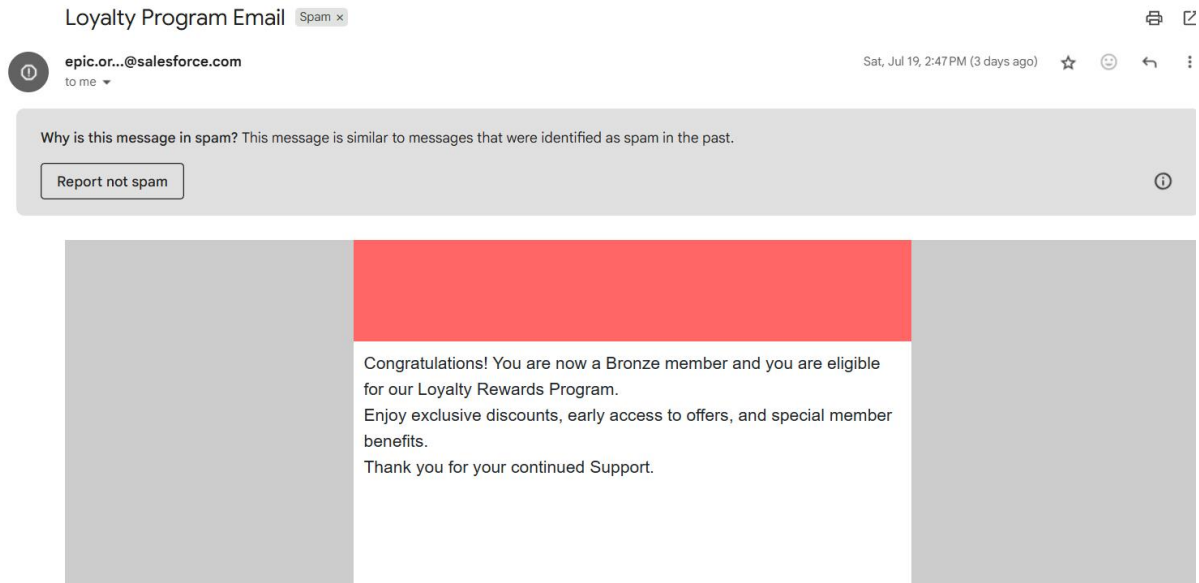 Loyalty Program Email Spam ×
epic.or...@salesforce.com Sat, Jul 19, 2:47 PM (3 days ago)
to me
Why is this message in spam? This message is similar to messages that were identified as spam in the past.
Report not spam
Congratulations! You are now a Bronze member and you are eligible
for our Loyalty Rewards Program.
Enjoy exclusive discounts, early access to offers, and special member
benefits.
Thank you for your continued Support.